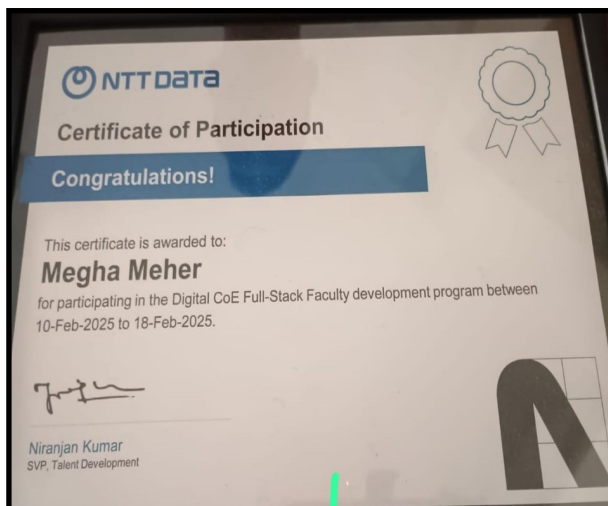 NTT DATA
Certificate of Participation
Congratulations!
This certificate is awarded to:
Megha Meher
for participating in the Digital CoE Full-Stack Faculty development program between
10-Feb-2025 to 18-Feb-2025.
Niranjan Kumar
SVP, Talent Development